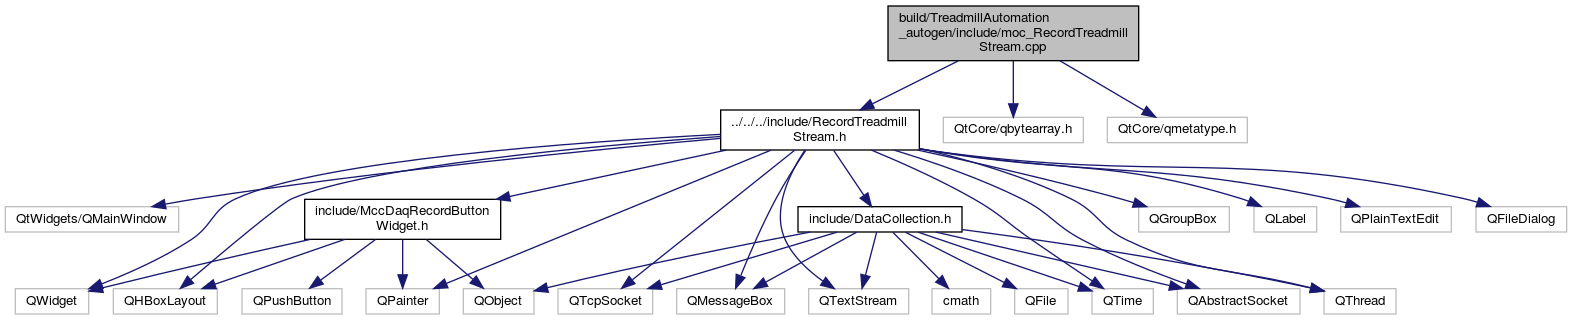 build/TreadmillAutomation
_autogen/include/moc_RecordTreadmill
Stream.cpp
../../../include/RecordTreadmill
Stream.h
QtCore/qbytearray.h
QtCore/qmetatype.h
QtWidgets/QMainWindow
include/MccDaqRecordButton
Widget.h
include/DataCollection.h
QGroupBox
QLabel
QPlainTextEdit
QFileDialog
QWidget
QHBoxLayout
QPushButton
QPainter
QObject
QTcpSocket
QMessageBox
QTextStream
cmath
QFile
QTime
QAbstractSocket
QThread